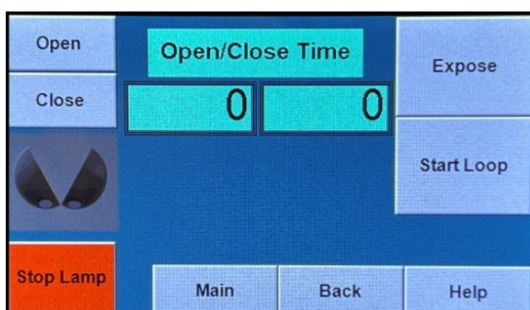 Open
Close
Open/Close Time
0 0
Expose
Start Loop
Stop Lamp
Main
Back
Help